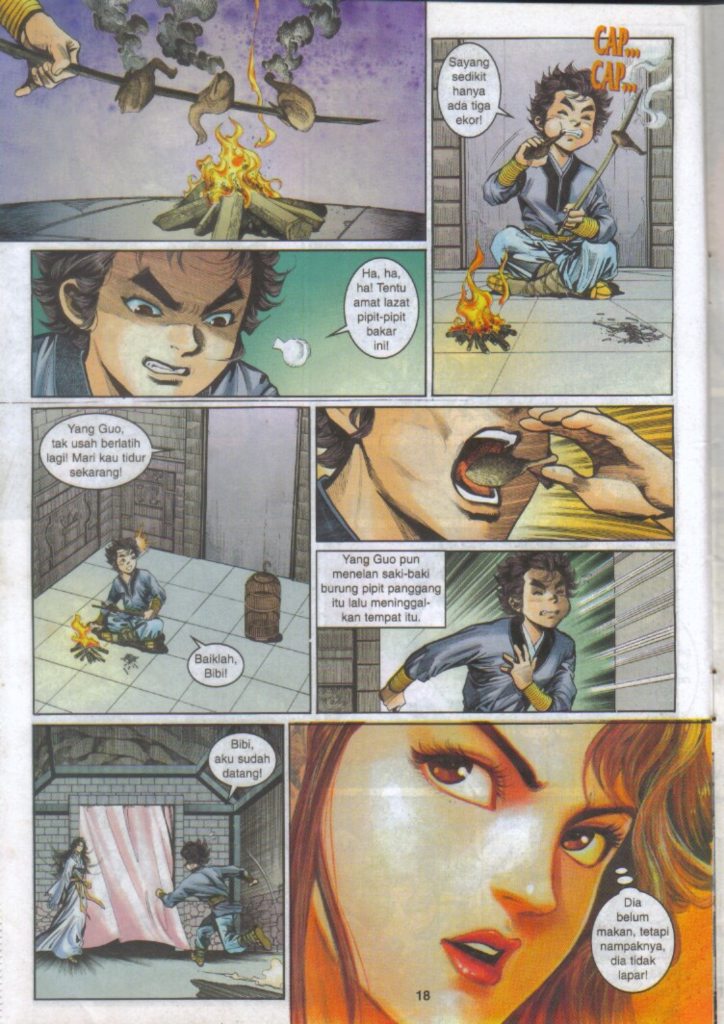 CAP...
CAP...
Sayang
sedikit
hanya
ada tiga
ekor!
Ha, ha,
ha! Tentu
amat lazat
pipit-pipit
bakar
ini!
Yang Guo,
tak usah berlatih
lagi! Mari kau tidur
sekarang!
Baiklah,
Bibi!
Yang Guo pun
menelan saki-baki
burung pipit panggang
itu lalu meninggal-
kan tempat itu.
Bibi,
aku sudah
datang!
Dia
belum
makan, tetapi
nampaknya,
dia tidak
lapar!
18